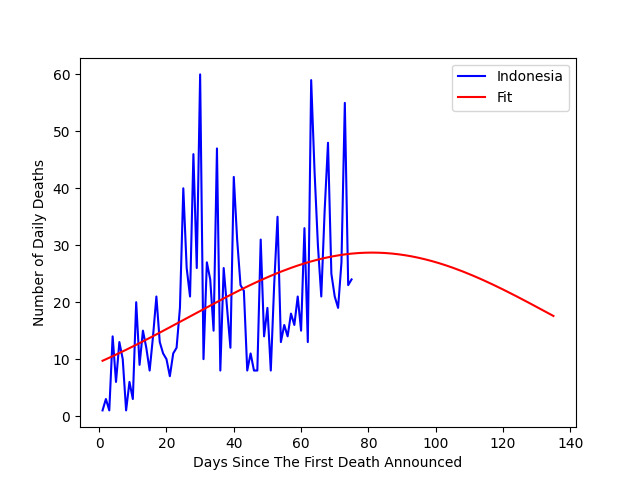 Indonesia
Fit
60
50
40
30
20
10
0
Number of Daily Deaths
0 20 40 60 80 100 120 140
Days Since The First Death Announced